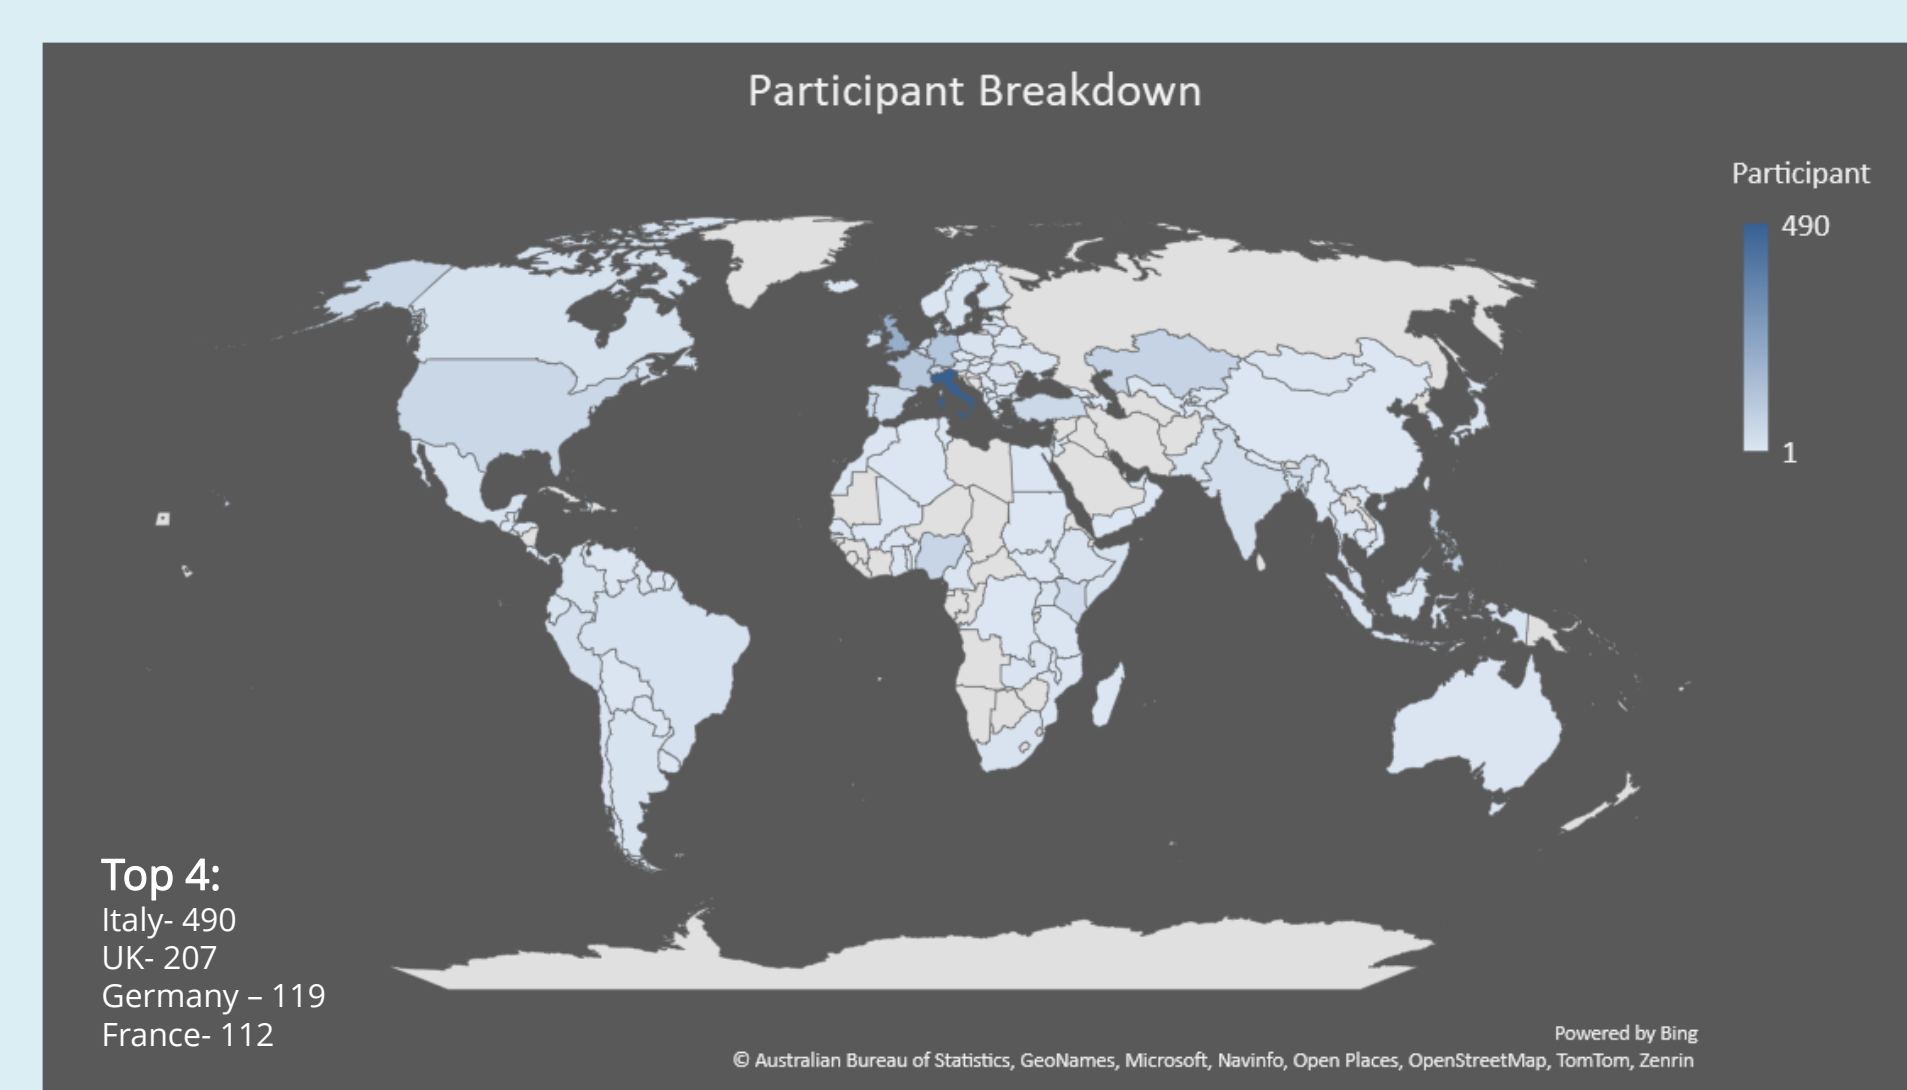 Participant Breakdown
Participant
490
1
Top 4:
Italy- 490
UK- 207
Germany – 119
France- 112
Powered by Bing
© Australian Bureau of Statistics, GeoNames, Microsoft, Navinfo, Open Places, OpenStreetMap, TomTom, Zenrin